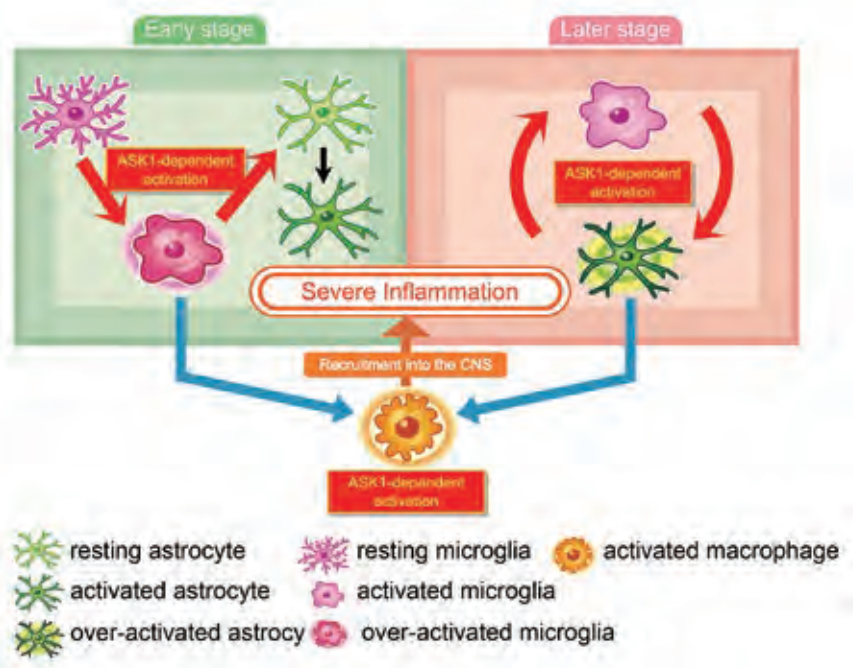 Early stage
Later stage
ASK1-dependent
activation
ASK1-dependent
activation
Severe Inflammation
Recruitment into the CNS
ASK1-dependent
activation
resting astrocyte
resting microglia
activated macrophage
activated astrocyte
activated microglia
over-activated astrocy
over-activated microglia